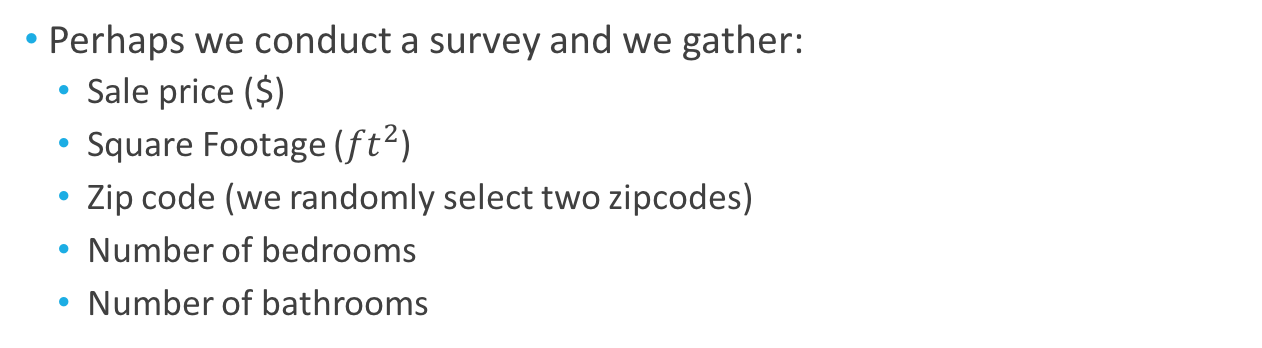 • Perhaps we conduct a survey and we gather:
• Sale price ($)
• Square Footage (𝑓𝑡²)
• Zip code (we randomly select two zipcodes)
• Number of bedrooms
• Number of bathrooms